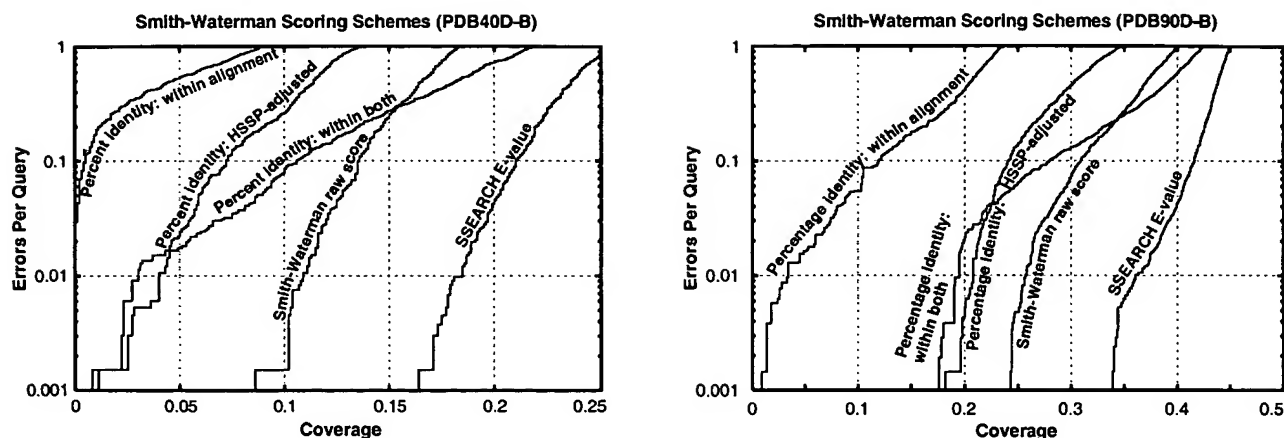 Smith-Waterman Scoring Schemes (PDB40D-B)
Errors Per Query
1
0.1
0.01
0.001
Percent Identity: within alignment
Percent Identity: HSSP-adjusted
Percent Identity: within both
Smith-Waterman raw score
SSEARCH E-value
0
0.05
0.1
0.15
0.2
0.25
Coverage
Smith-Waterman Scoring Schemes (PDB90D-B)
Errors Per Query
1
0.1
0.01
0.001
Percentage Identity: within alignment
Percentage Identity:
within both
Percentage Identity: HSSP-adjusted
Smith-Waterman raw score
SSEARCH E-value
0
0.1
0.2
0.3
0.4
0.5
Coverage